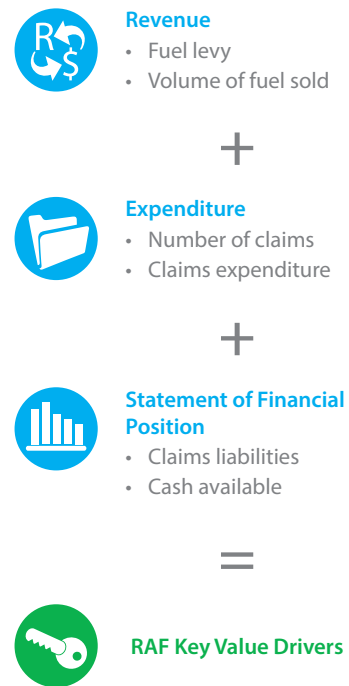 R
$
Revenue
• Fuel levy
• Volume of fuel sold
+
Expenditure
• Number of claims
• Claims expenditure
+
Statement of Financial
Position
• Claims liabilities
• Cash available
=
RAF Key Value Drivers